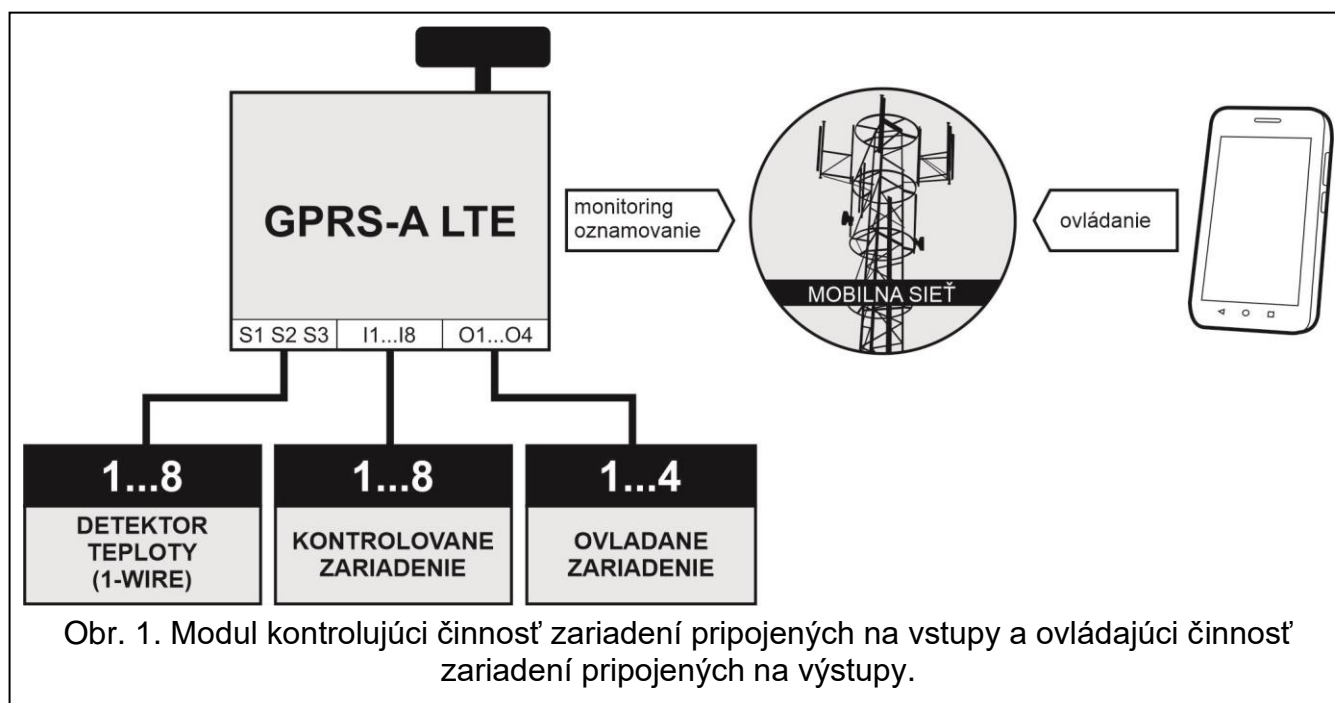 GPRS-A LTE
S1 S2 S3
I1...I8
O1...O4
monitoring
oznamovanie
MOBILNA SIEŤ
ovládanie
1...8
DETEKTOR
TEPLOTY
(1-WIRE)
1...8
KONTROLOVANE
ZARIADENIE
1...4
OVLADANE
ZARIADENIE
Obr. 1. Modul kontrolujúci činnosť zariadení pripojených na vstupy a ovládajúci činnosť
zariadení pripojených na výstupy.